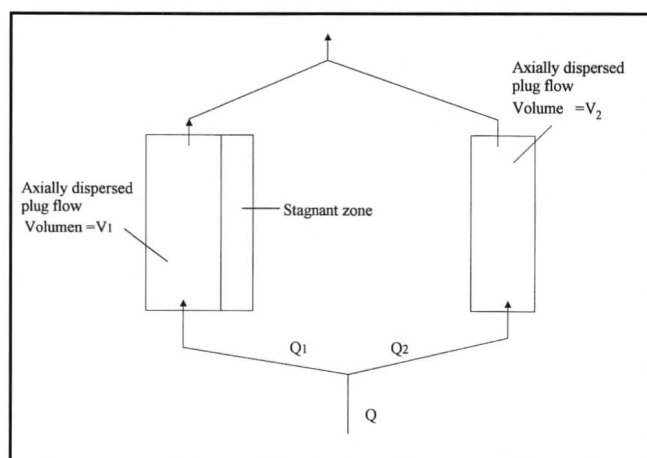 Axially dispersed
plug flow
Volume =V2
Axially dispersed
plug flow
Volumen =V1
Stagnant zone
Q1
Q2
Q